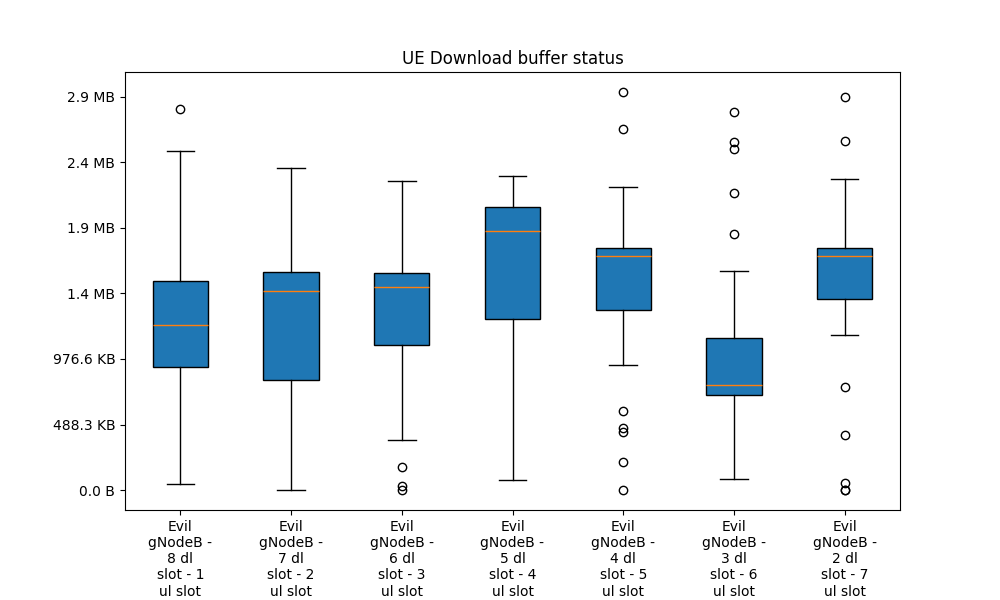 UE Download buffer status
2.9 MB
2.4 MB
1.9 MB
1.4 MB
976.6 KB
488.3 KB
0.0 B
Evil
gNodeB -
8 dl
slot - 1
ul slot
Evil
gNodeB -
7 dl
slot - 2
ul slot
Evil
gNodeB -
6 dl
slot - 3
ul slot
Evil
gNodeB -
5 dl
slot - 4
ul slot
Evil
gNodeB -
4 dl
slot - 5
ul slot
Evil
gNodeB -
3 dl
slot - 6
ul slot
Evil
gNodeB -
2 dl
slot - 7
ul slot